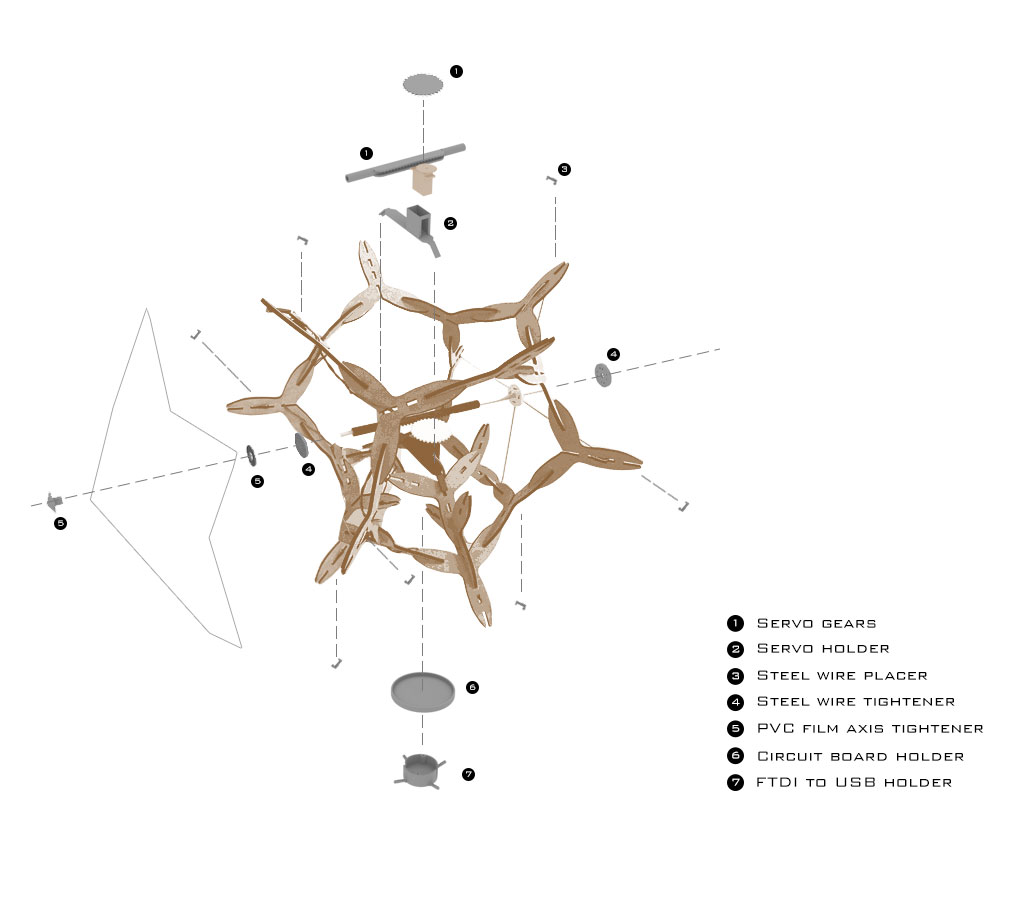 1
1
3
2
4
4
5
5
6
7
1 SERVO GEARS
2 SERVO HOLDER
3 STEEL WIRE PLACER
4 STEEL WIRE TIGHTENER
5 PVC FILM AXIS TIGHTENER
6 CIRCUIT BOARD HOLDER
7 FTDI TO USB HOLDER